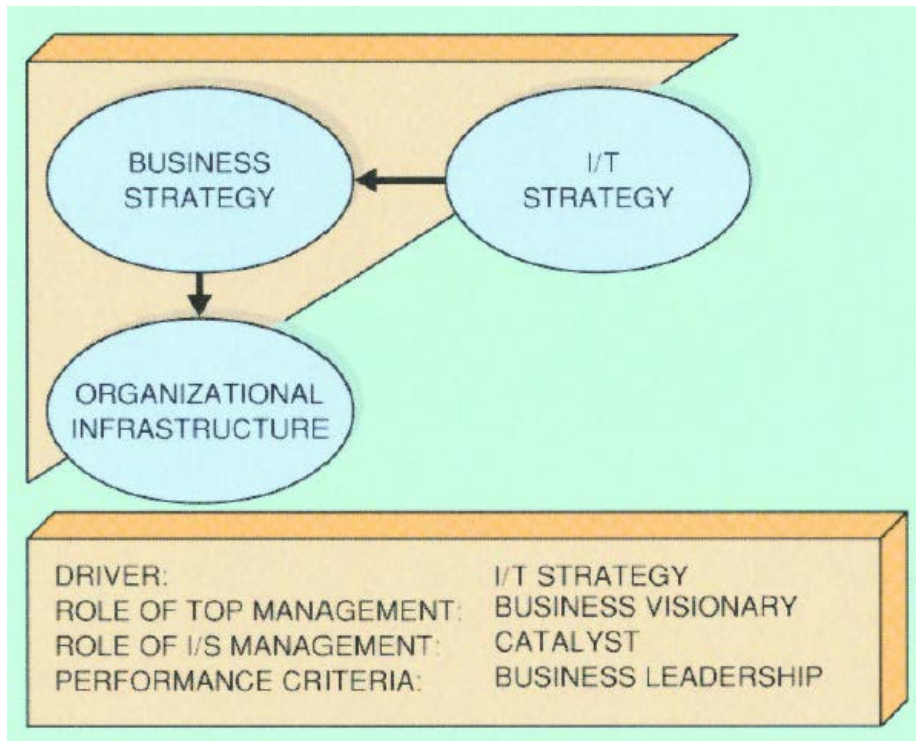 BUSINESS
STRATEGY
I/T
STRATEGY
ORGANIZATIONAL
INFRASTRUCTURE
DRIVER: I/T STRATEGY
ROLE OF TOP MANAGEMENT: BUSINESS VISIONARY
ROLE OF I/S MANAGEMENT: CATALYST
PERFORMANCE CRITERIA: BUSINESS LEADERSHIP